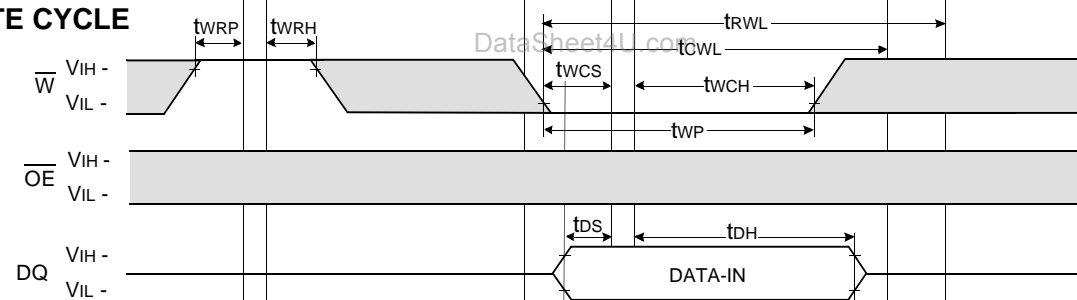 TE CYCLE
tWRP
tWRH
tRWL
DataSheet4U.com
tCWL
W
VIH -
VIL -
tWCS
tWCH
tWP
OE
VIH -
VIL -
tDS
tDH
DQ
VIH -
VIL -
DATA-IN